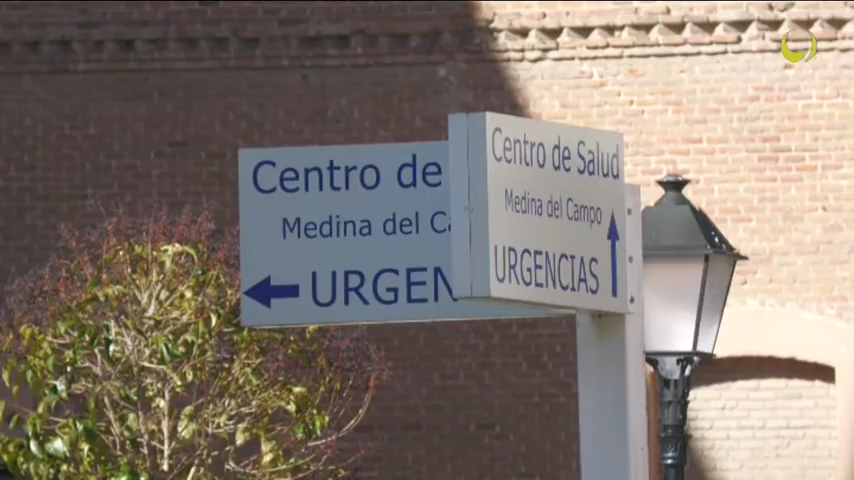 Centro de
Medina del Ca
URGEN
Centro de Salud
Medina del Campo
URGENCIAS